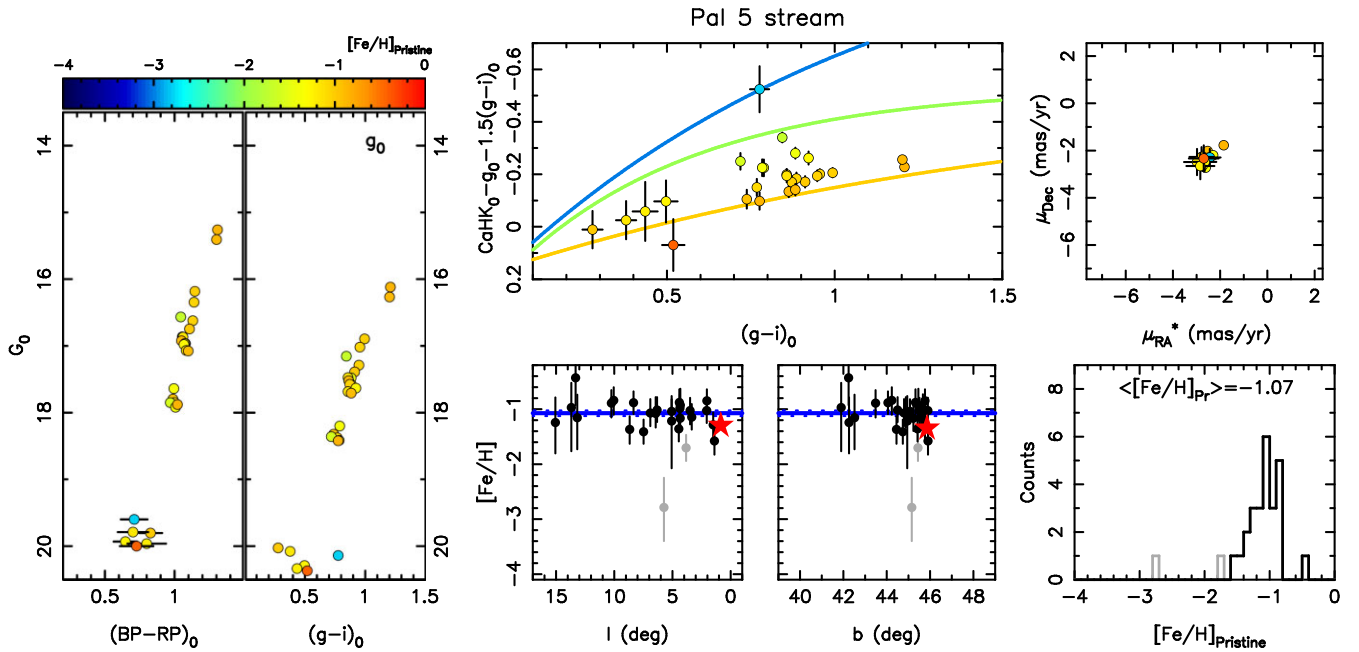 Pal 5 stream
[Fe/H]Pristine
−4 −3 −2 −1 0
g0
14 16 18 20
G0
14 16 18 20
0.5 1
0.5 1 1.5
(BP−RP)0
(g−i)0
CaHK0−g0−1.5(g−i)0
−0.6 −0.4 −0.2 0 0.2
0.5 1 1.5
(g−i)0
μDec (mas/yr)
2 0 −2 −4 −6
−6 −4 −2 0 2
μRA* (mas/yr)
[Fe/H]
−1 −2 −3 −4
15 10 5 0
l (deg)
40 42 44 46 48
b (deg)
<[Fe/H]Pr>=−1.07
Counts
8 6 4 2 0
−4 −3 −2 −1 0
[Fe/H]Pristine